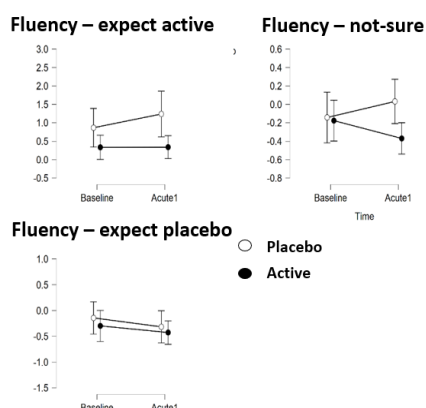 Fluency – expect active
3.0
2.5
2.0
1.5
1.0
0.5
0.0
-0.5
Baseline Acute1
Fluency – not-sure
0.6
0.4
0.2
0.0
-0.2
-0.4
-0.6
-0.8
Baseline Acute1
Time
Fluency – expect placebo
1.0
0.5
0.0
-0.5
-1.0
-1.5
Baseline Acute1
Placebo
Active